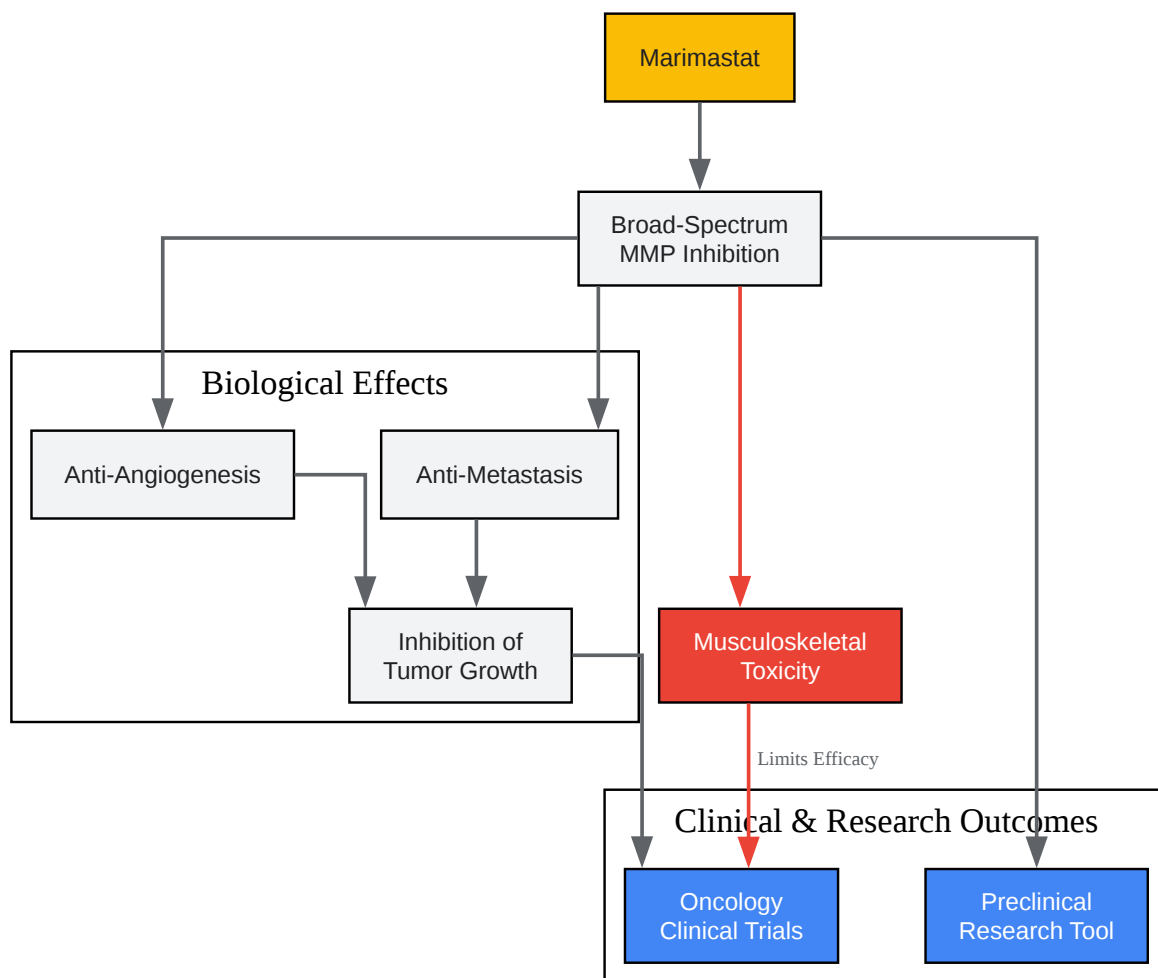 Marimastat
Broad-Spectrum
MMP Inhibition
Biological Effects
Anti-Angiogenesis
Anti-Metastasis
Inhibition of
Tumor Growth
Musculoskeletal
Toxicity
Limits Efficacy
Clinical & Research Outcomes
Oncology
Clinical Trials
Preclinical
Research Tool